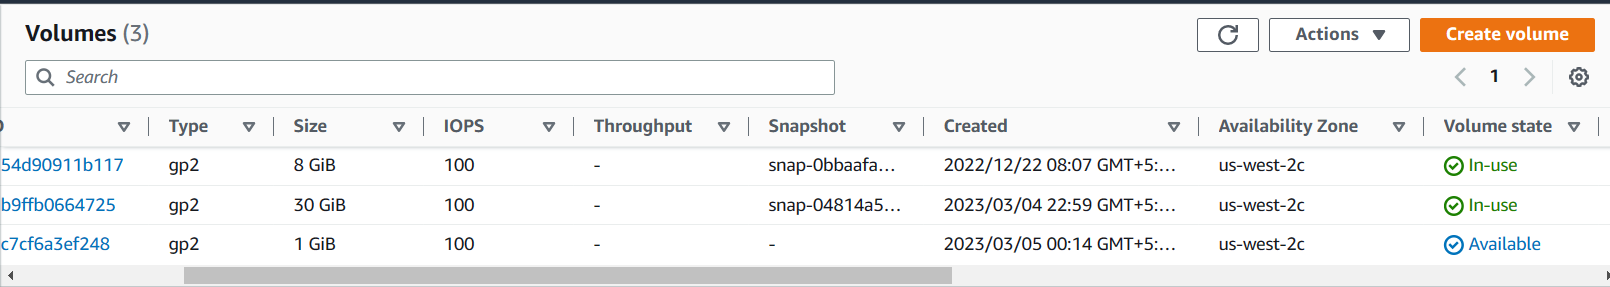 Volumes (3)
Actions
Create volume
Search
1
Type Size IOPS Throughput Snapshot Created Availability Zone Volume state
54d90911b117 gp2 8 GiB 100 - snap-0bbaafa... 2022/12/22 08:07 GMT+5:... us-west-2c In-use
b9ffb0664725 gp2 30 GiB 100 - snap-04814a5... 2023/03/04 22:59 GMT+5:... us-west-2c In-use
c7cf6a3ef248 gp2 1 GiB 100 - - 2023/03/05 00:14 GMT+5:... us-west-2c Available